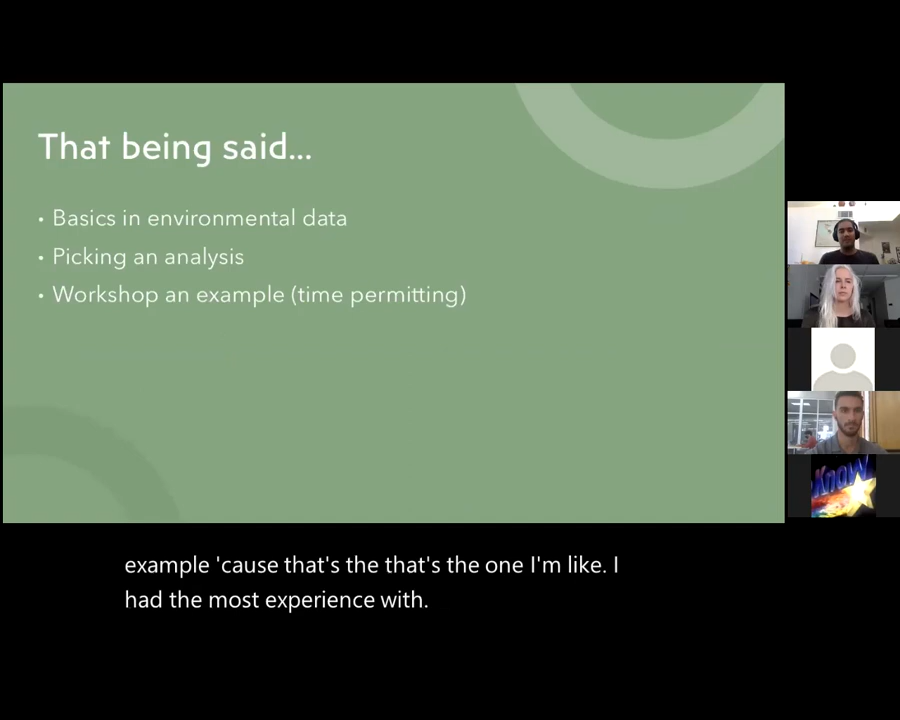 That being said...
• Basics in environmental data
• Picking an analysis
• Workshop an example (time permitting)
Know!
example 'cause that's the that's the one I'm like. I
had the most experience with.